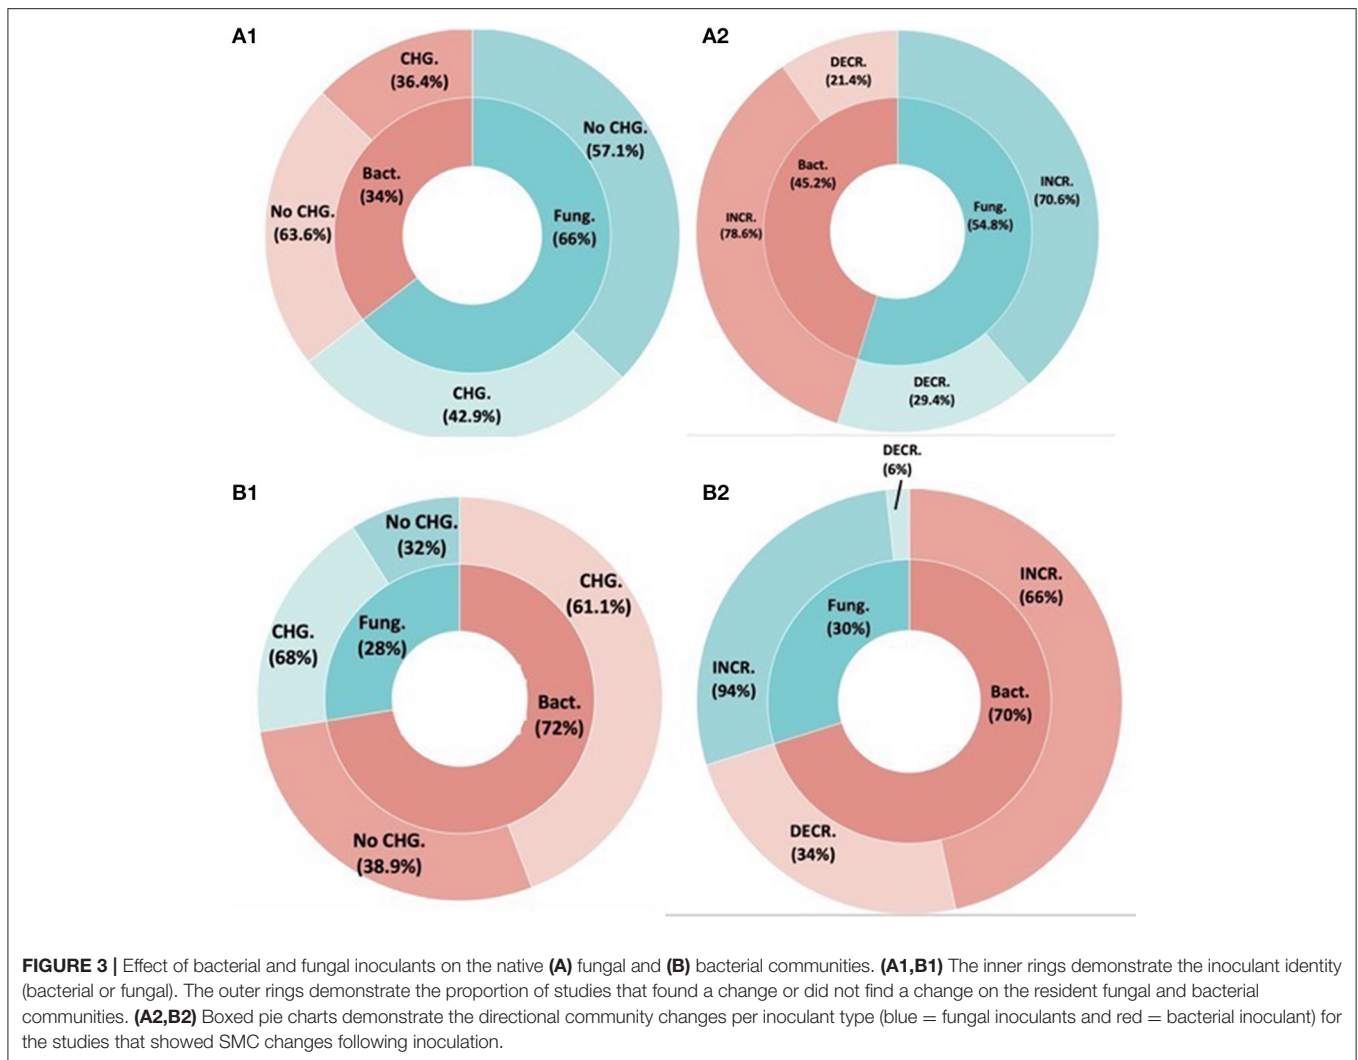 A1
CHG.
(36.4%)
No CHG.
(57.1%)
Bact.
(34%)
No CHG.
(63.6%)
Fung.
(66%)
CHG.
(42.9%)
A2
DECR.
(21.4%)
Bact.
(45.2%)
INCR.
(70.6%)
Fung.
(54.8%)
INCR.
(78.6%)
DECR.
(29.4%)
B1
No CHG.
(32%)
CHG.
(61.1%)
Fung.
(28%)
CHG.
(68%)
Bact.
(72%)
No CHG.
(38.9%)
B2
DECR.
(6%)
INCR.
(66%)
Fung.
(30%)
INCR.
(94%)
Bact.
(70%)
DECR.
(34%)
FIGURE 3 | Effect of bacterial and fungal inoculants on the native (A) fungal and (B) bacterial communities. (A1,B1) The inner rings demonstrate the inoculant identity
(bacterial or fungal). The outer rings demonstrate the proportion of studies that found a change or did not find a change on the resident fungal and bacterial
communities. (A2,B2) Boxed pie charts demonstrate the directional community changes per inoculant type (blue = fungal inoculants and red = bacterial inoculant) for
the studies that showed SMC changes following inoculation.